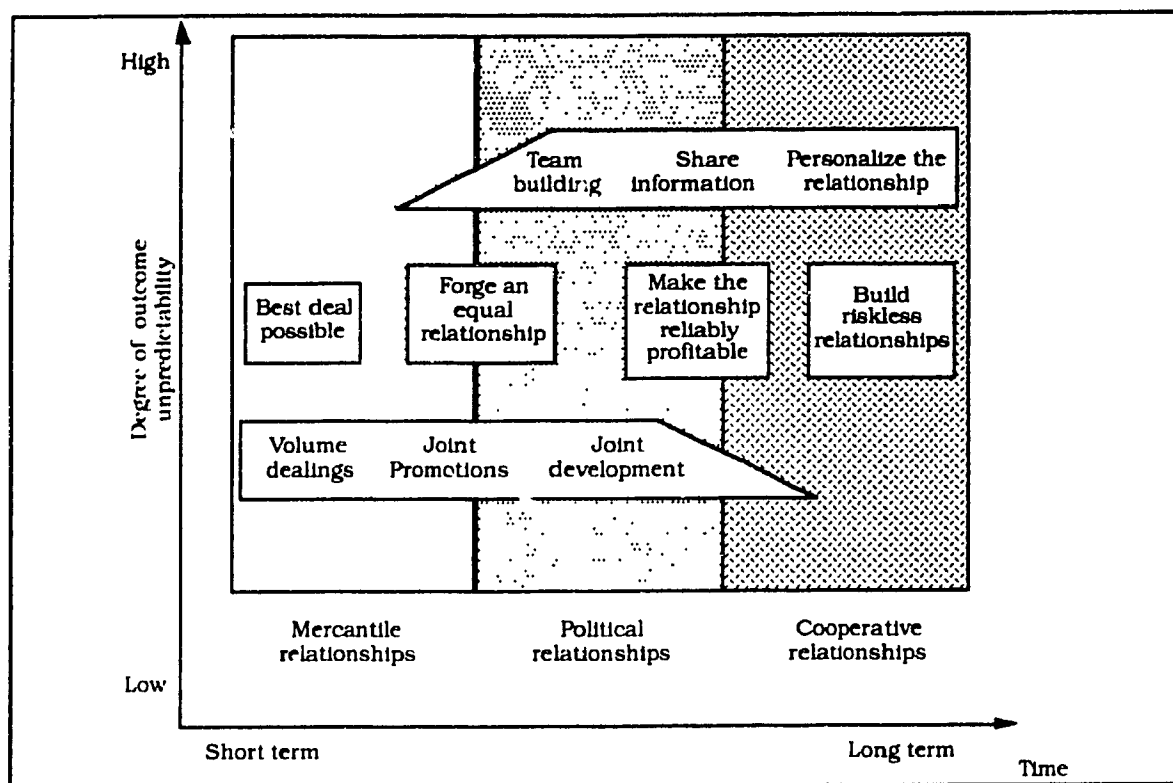 High
Team
building
Share
information
Personalize the
relationship
Degree of outcome
unpredictability
Best deal
possible
Forge an
equal
relationship
Make the
relationship
reliably
profitable
Build
riskless
relationships
Volume
dealings
Joint
Promotions
Joint
development
Mercantile
relationships
Political
relationships
Cooperative
relationships
Low
Short term
Long term
Time